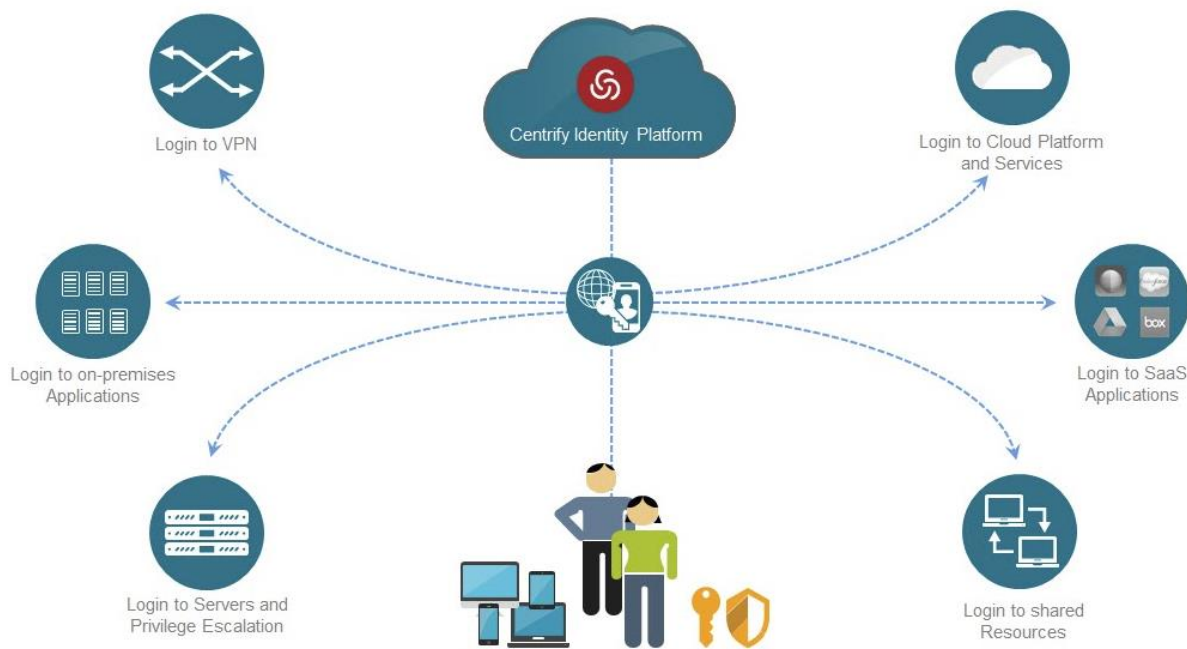 Centrify Identity Platform
Login to VPN
Login to Cloud Platform
and Services
Login to on-premises
Applications
box
Login to SaaS
Applications
Login to Servers and
Privilege Escalation
Login to shared
Resources